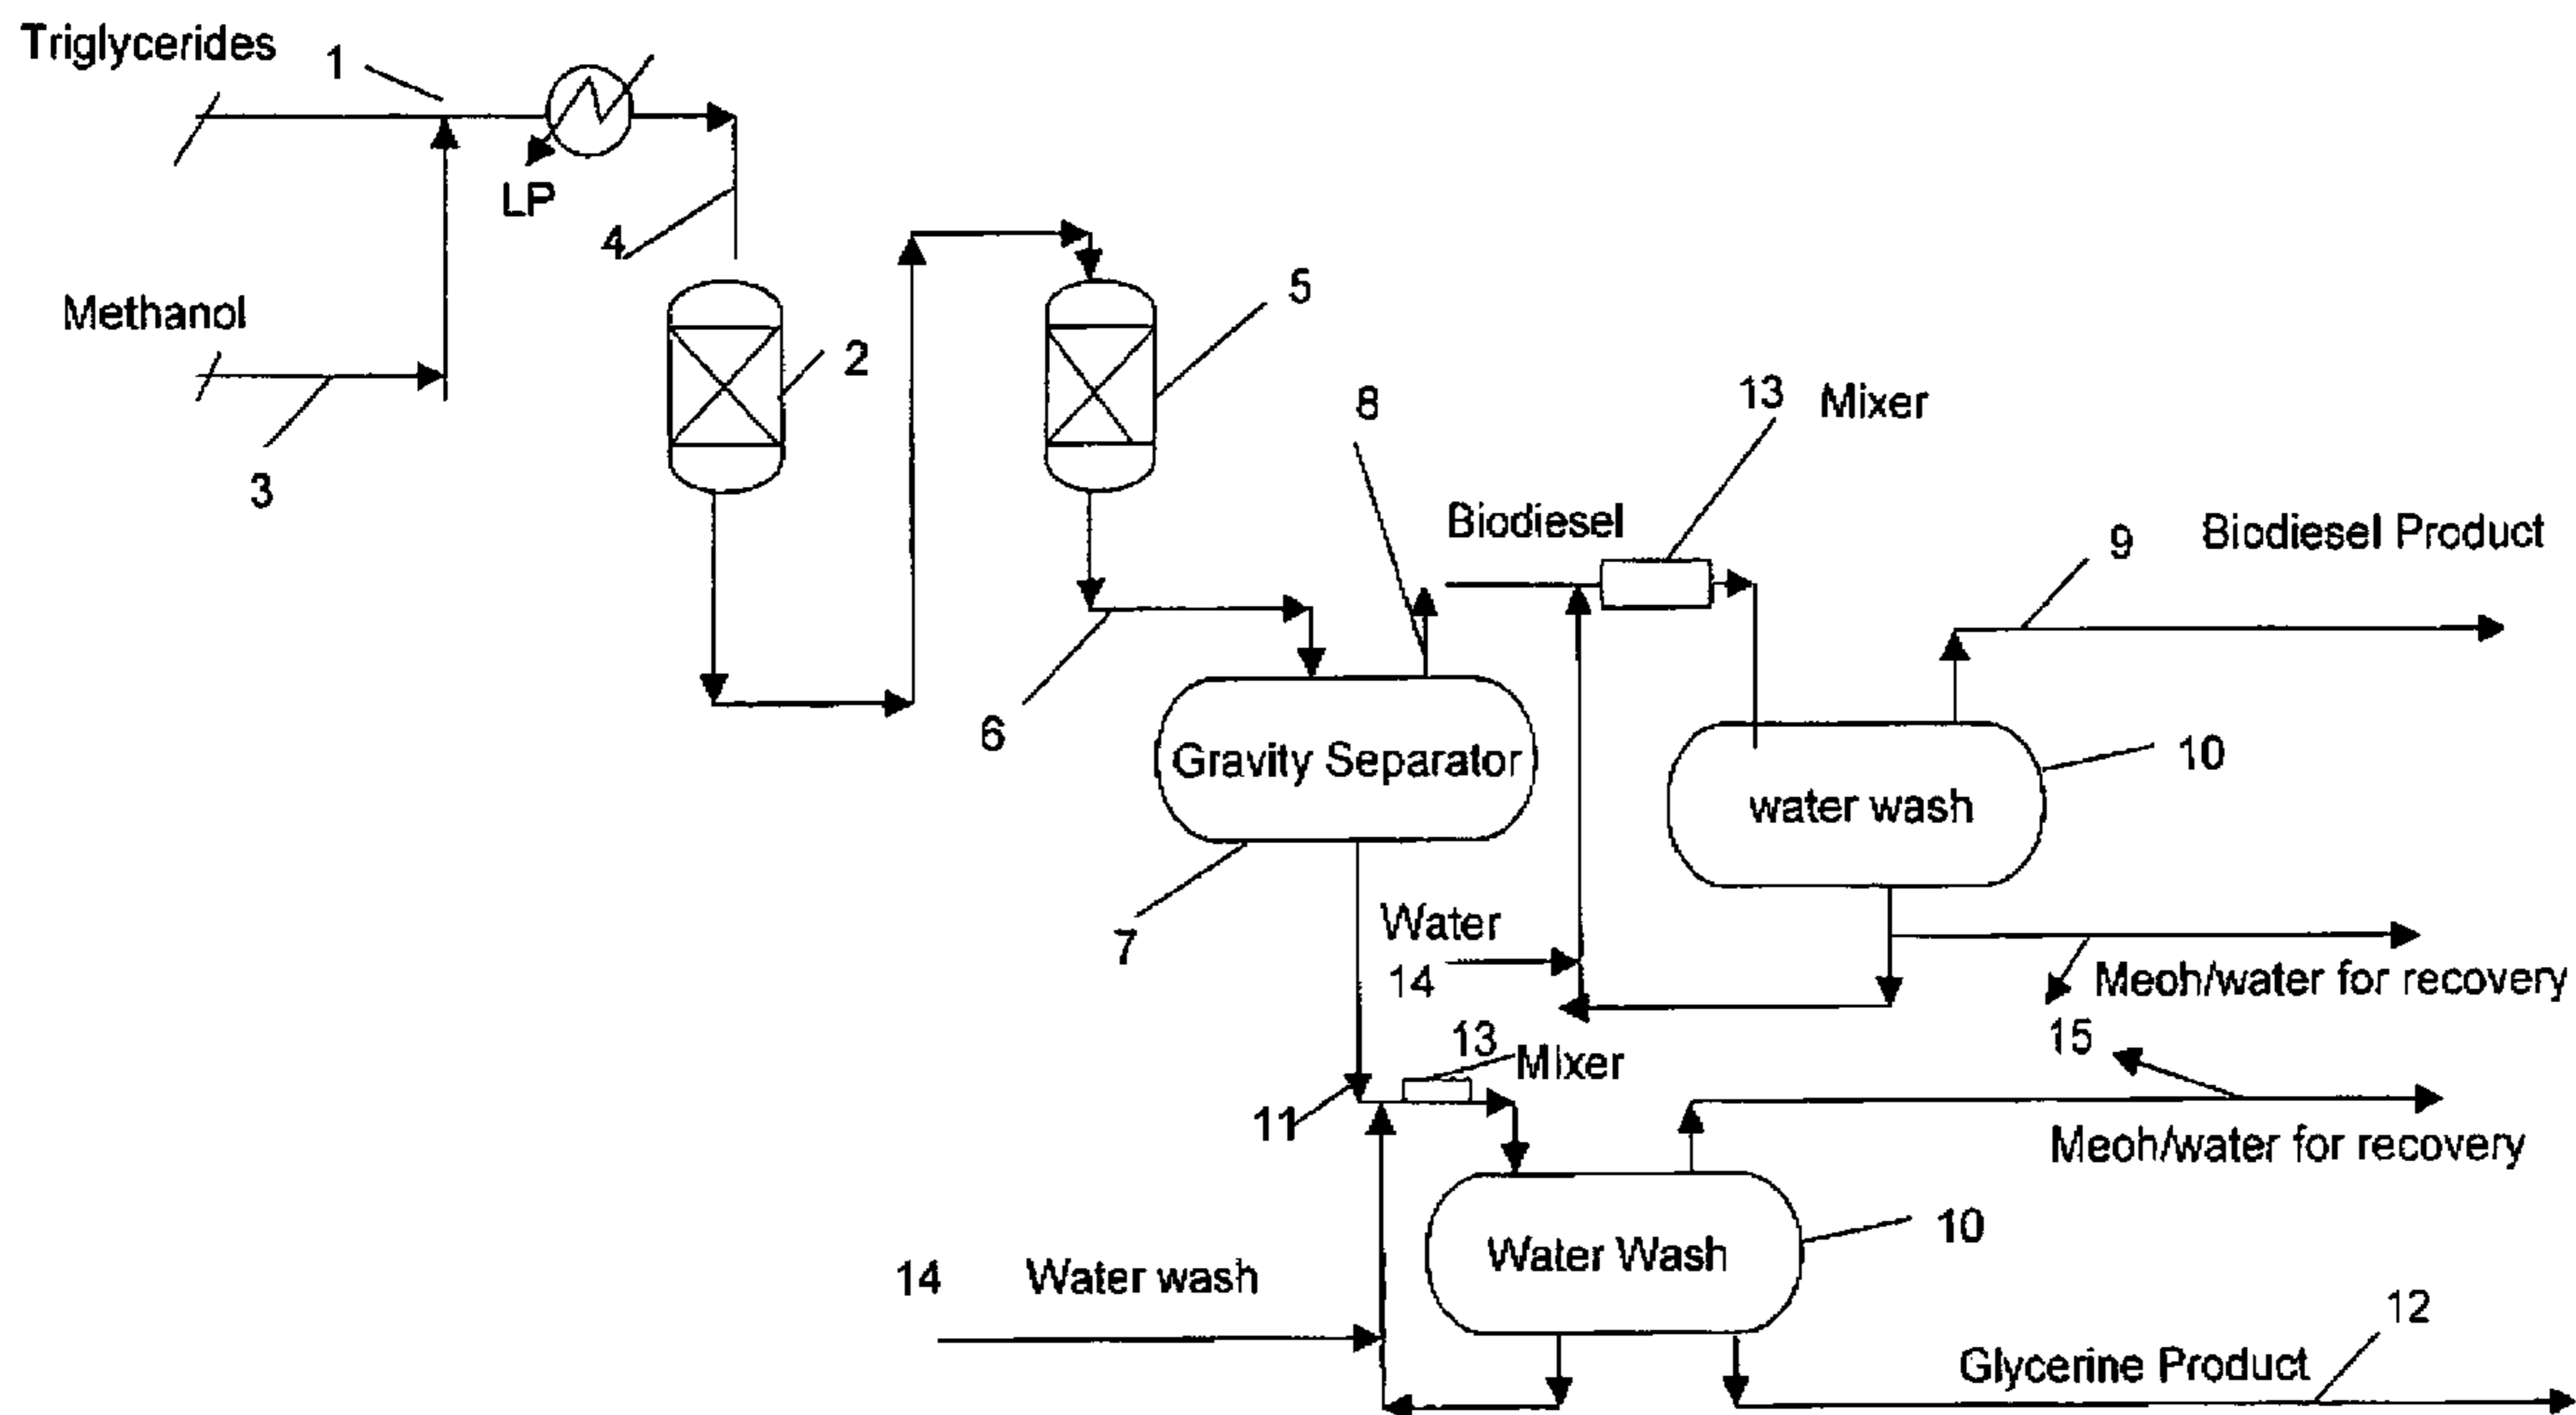 Triglycerides
1
LP
4
Methanol
3
2
5
6
8
13 Mixer
Biodiesel
9 Biodiesel Product
Gravity Separator
7
water wash
10
Water
14
Meoh/water for recovery
15
13 MIxer
11
Meoh/water for recovery
Water Wash
10
14 Water wash
12
Glycerine Product